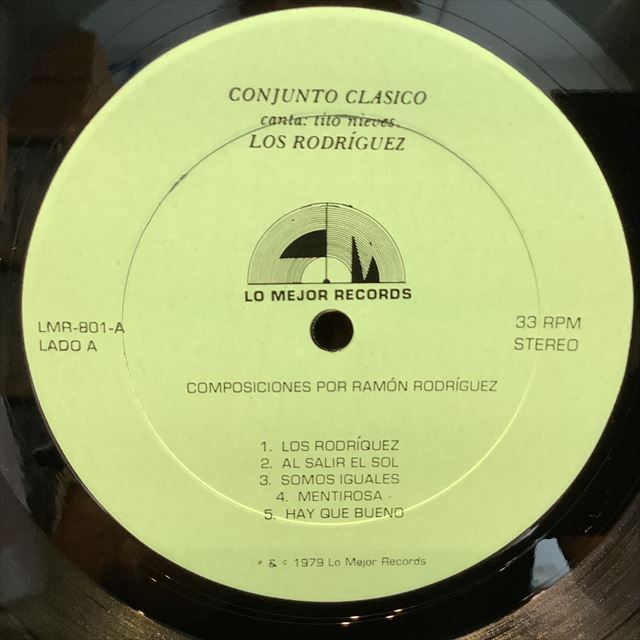 CONJUNTO CLASICO
canta: tito nieves
LOS RODRÍGUEZ
LO MEJOR RECORDS
LMR-801-A
LADO A
33 RPM
STEREO
COMPOSICIONES POR RAMÓN RODRÍGUEZ
1. LOS RODRÍQUEZ
2. AL SALIR EL SOL
3. SOMOS IGUALES
4. MENTIROSA
5. HAY QUE BUENO
P & C 1979 Lo Mejor Records